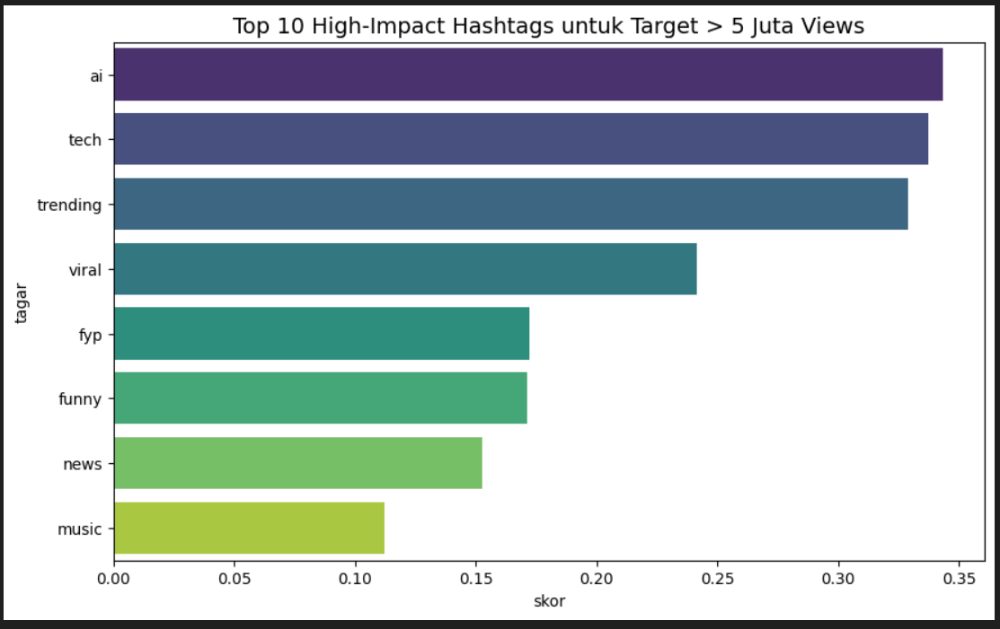 Top 10 High-Impact Hashtags untuk Target > 5 Juta Views
tagar
ai
tech
trending
viral
fyp
funny
news
music
0.00 0.05 0.10 0.15 0.20 0.25 0.30 0.35
skor